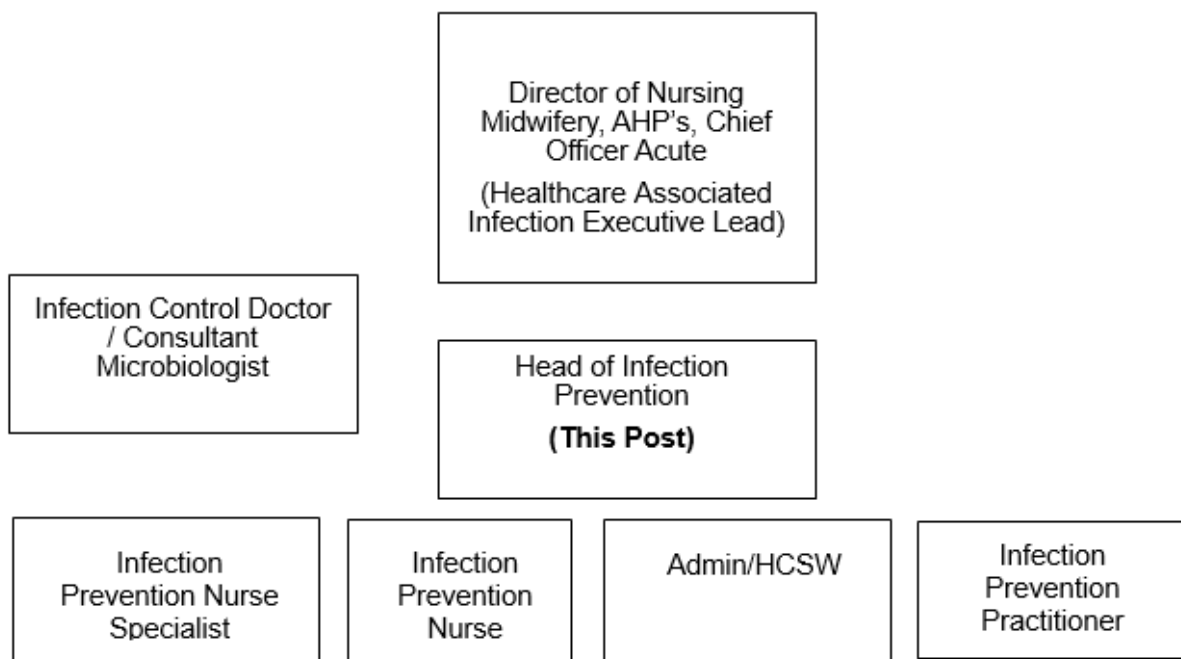 Director of Nursing
Midwifery, AHP's, Chief
Officer Acute
(Healthcare Associated
Infection Executive Lead)
Infection Control Doctor
/ Consultant
Microbiologist
Head of Infection
Prevention
(This Post)
Infection
Prevention Nurse
Specialist
Infection
Prevention
Nurse
Admin/HCSW
Infection
Prevention
Practitioner